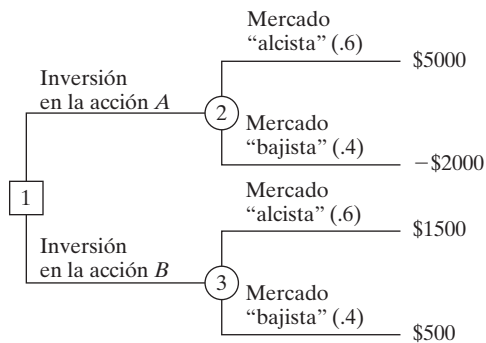 Mercado
“alcista” (.6)
$5000
Inversión
en la acción A
2
Mercado
“bajista” (.4)
−$2000
1
Mercado
“alcista” (.6)
$1500
Inversión
en la acción B
3
Mercado
“bajista” (.4)
$500